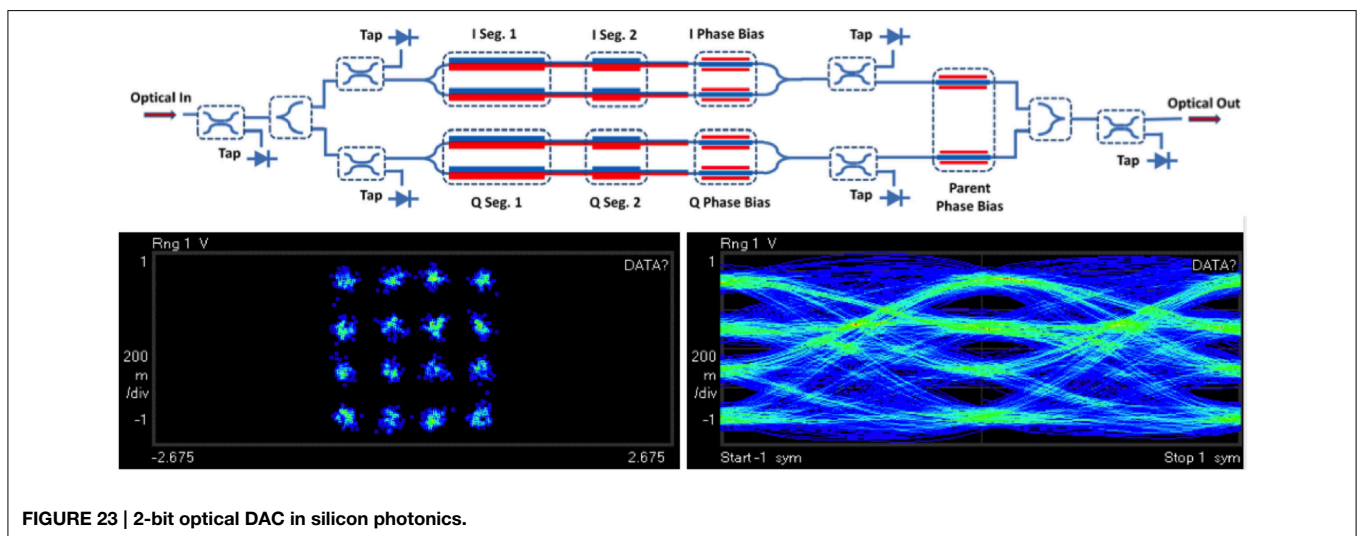 Tap
I Seg. 1
I Seg. 2
I Phase Bias
Tap
Optical In
Optical Out
Tap
Tap
Tap
Q Seg. 1
Q Seg. 2
Q Phase Bias
Tap
Parent
Phase Bias
Rng 1 V
1
DATA?
200
m
/div
-1
-2.675
2.675
Rng 1 V
1
DATA?
200
m
/div
-1
Start -1 sym
Stop 1 sym
FIGURE 23 | 2-bit optical DAC in silicon photonics.